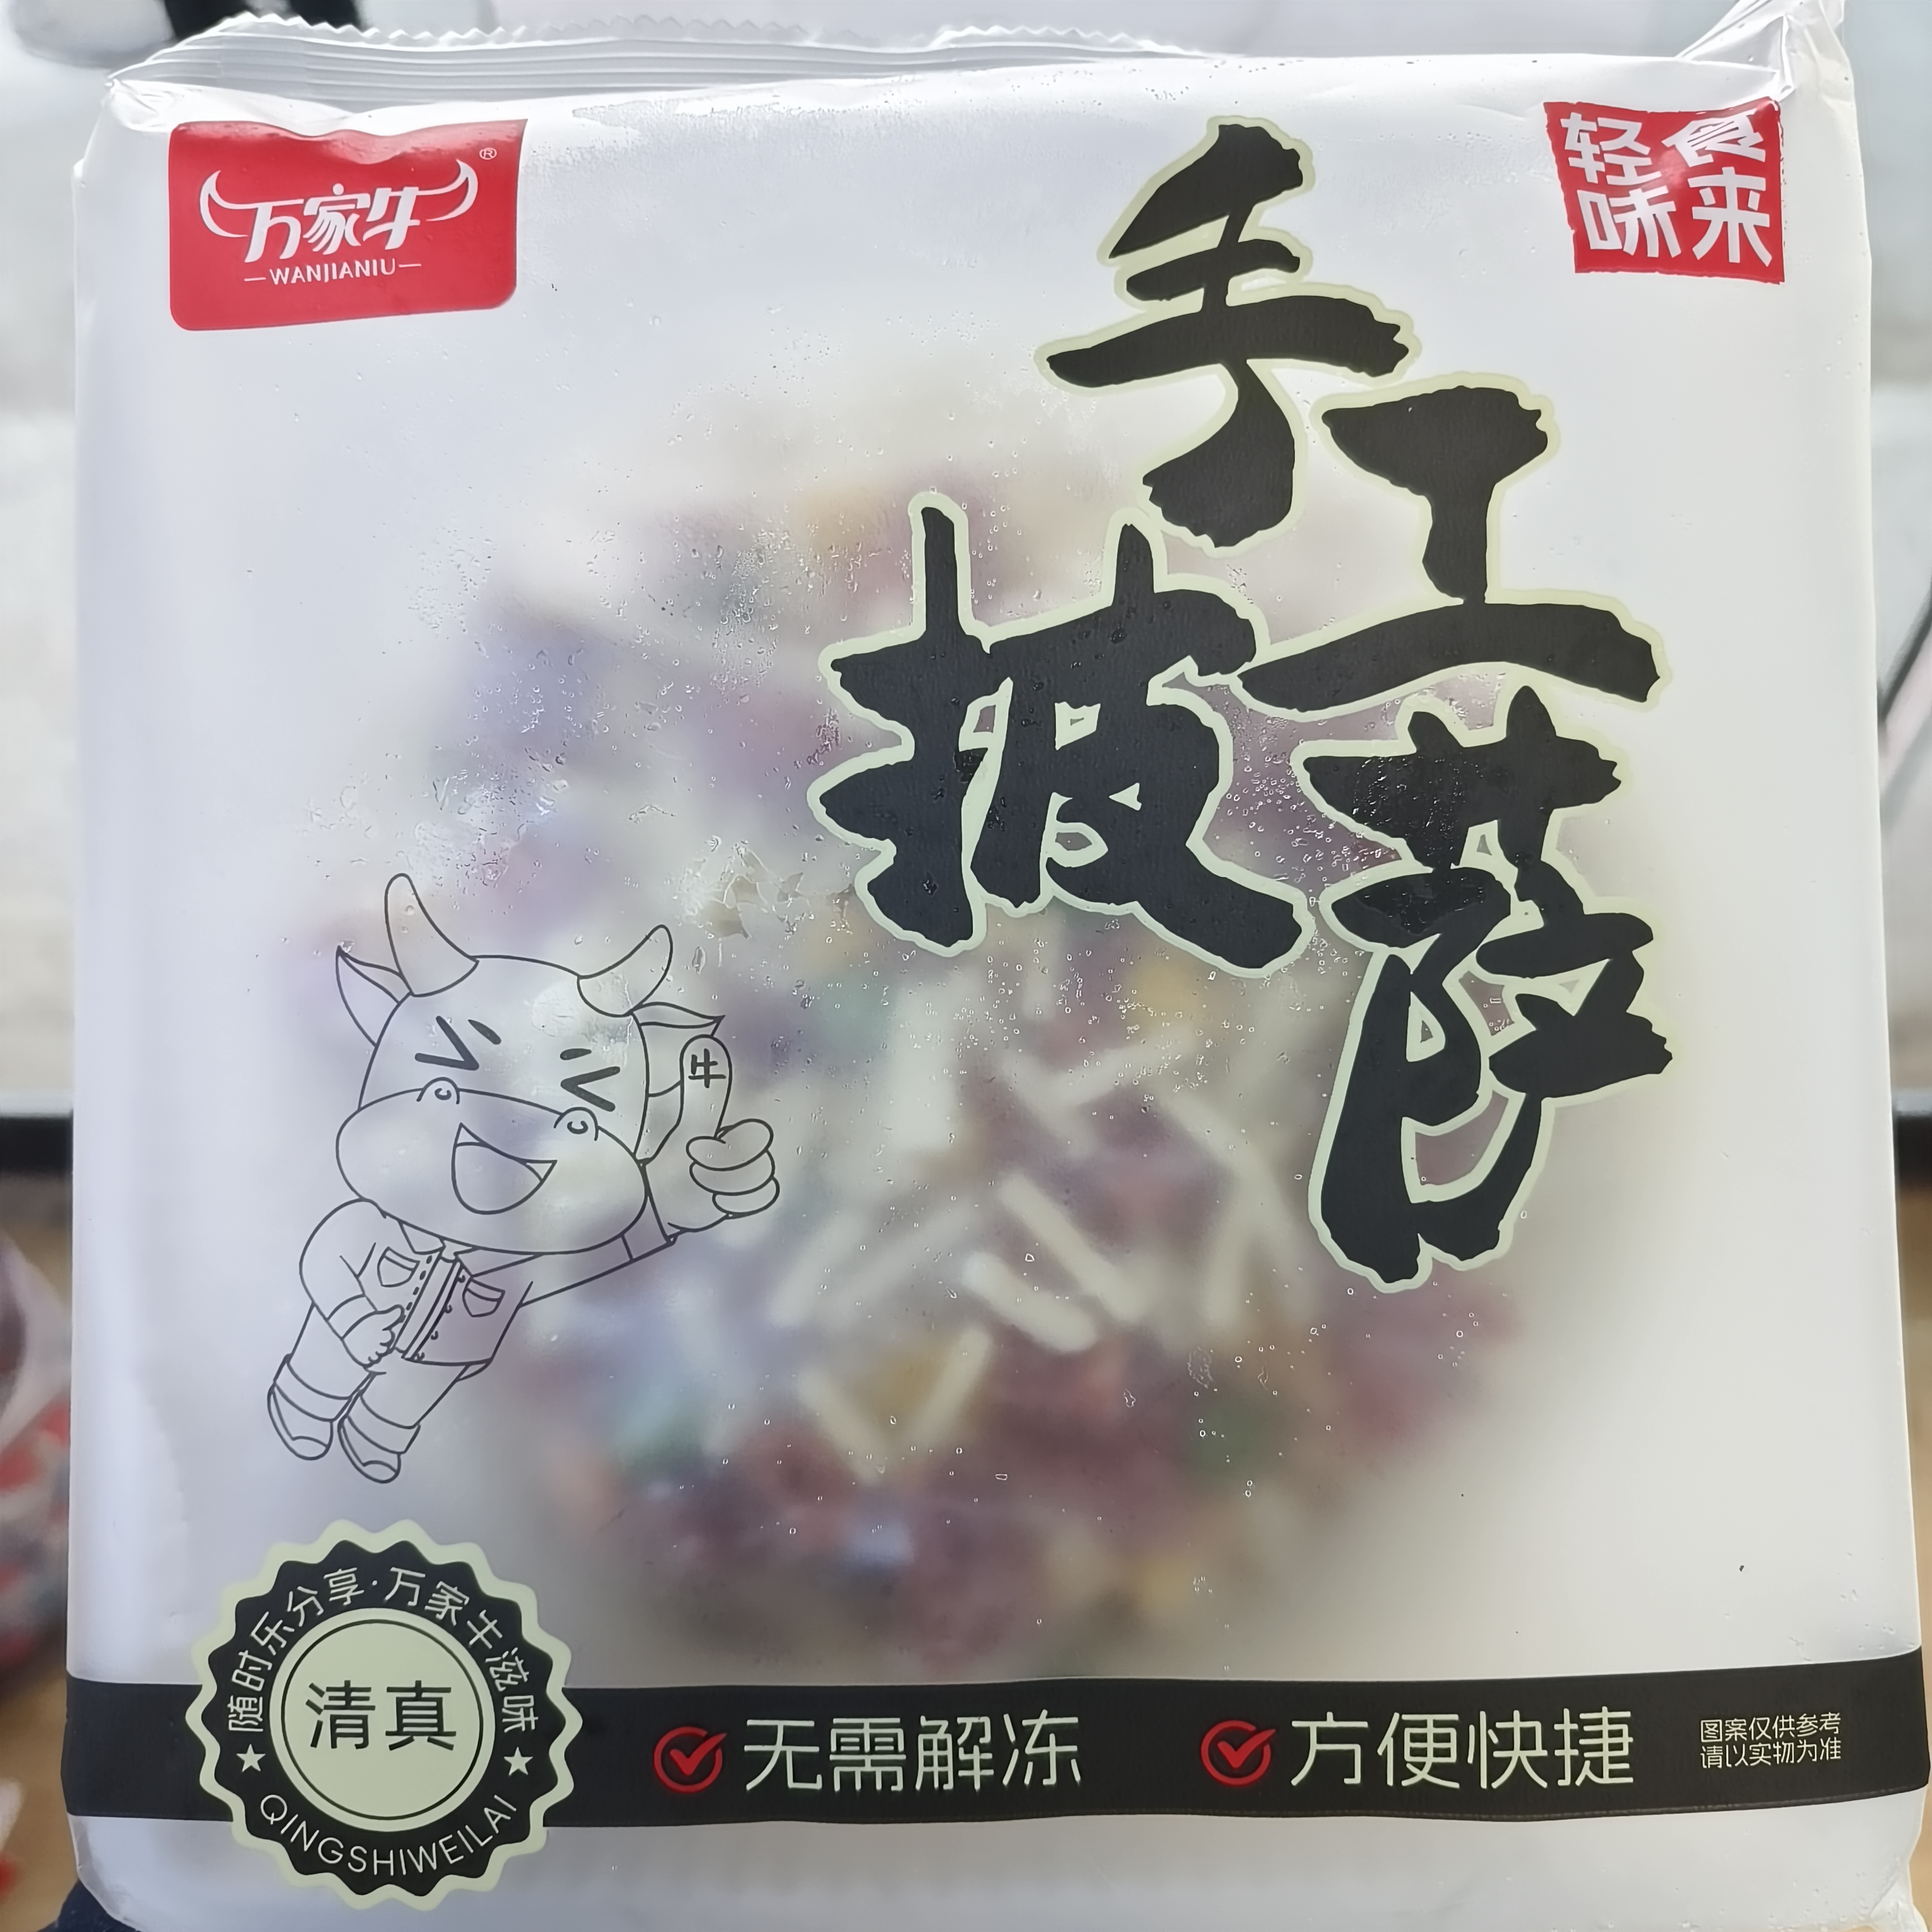 万家牛®
—WANJIANIU—
轻食
味来
手工
披萨
牛
随时乐分享·万家牛滋味
清真
QINGSHIWEILAI
无需解冻
方便快捷
图案仅供参考
请以实物为准